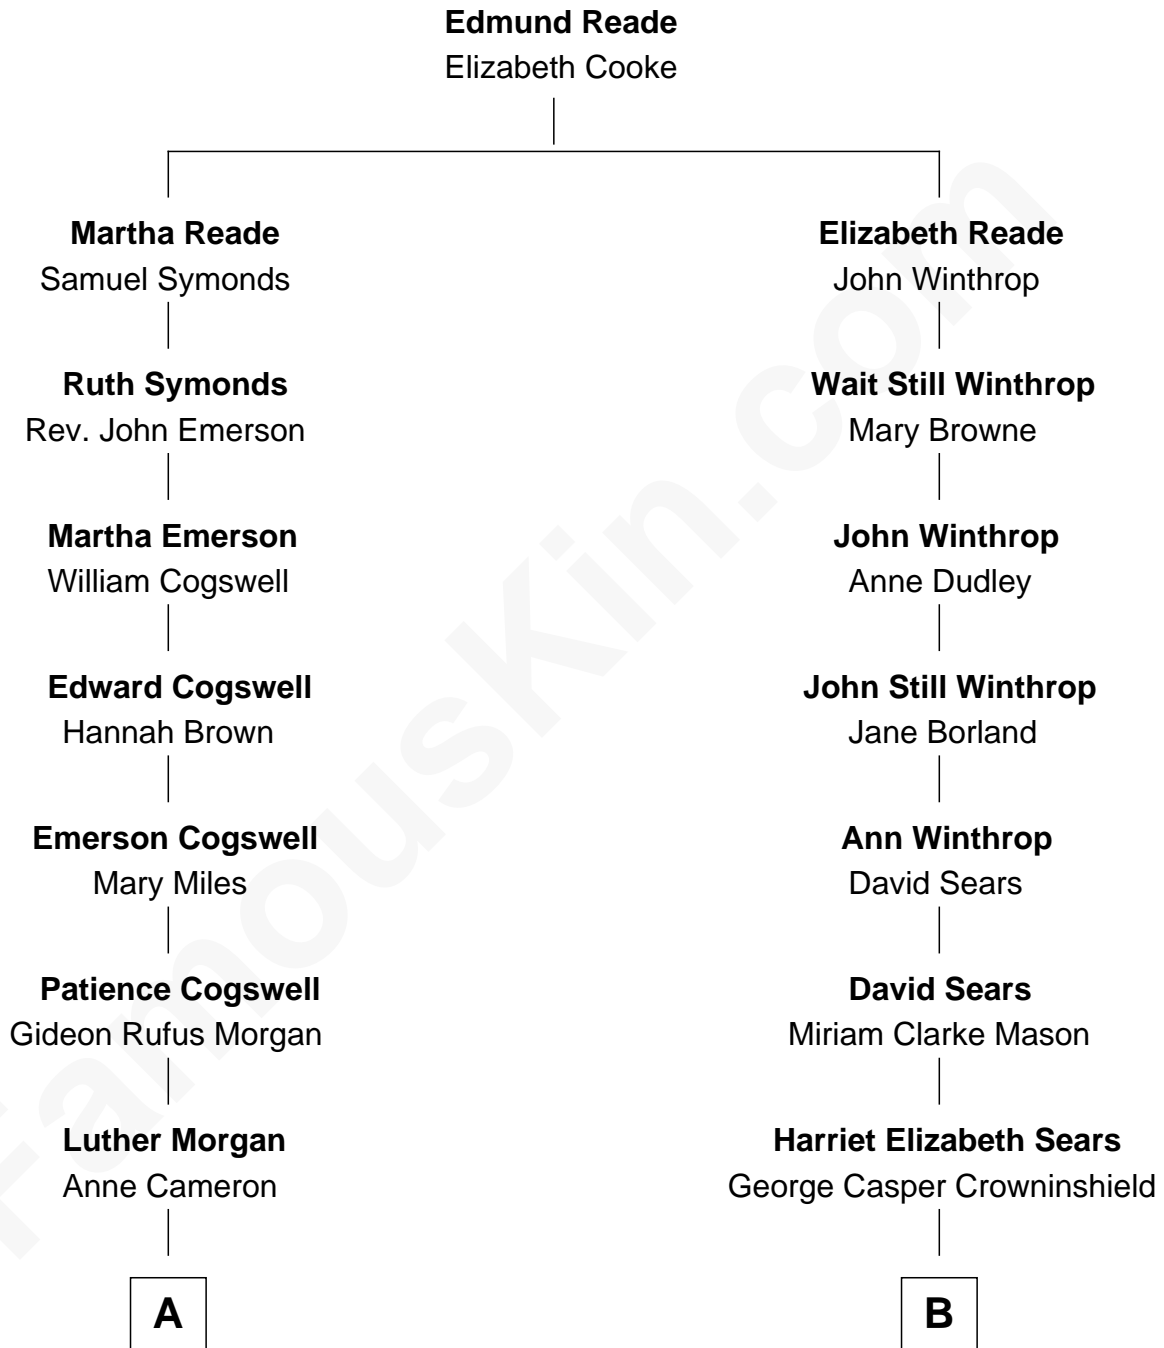 Edmund Reade
Elizabeth Cooke
Martha Reade
Samuel Symonds
Ruth Symonds
Rev. John Emerson
Martha Emerson
William Cogswell
Edward Cogswell
Hannah Brown
Emerson Cogswell
Mary Miles
Patience Cogswell
Gideon Rufus Morgan
Luther Morgan
Anne Cameron
A
Elizabeth Reade
John Winthrop
Wait Still Winthrop
Mary Browne
John Winthrop
Anne Dudley
John Still Winthrop
Jane Borland
Ann Winthrop
David Sears
David Sears
Miriam Clarke Mason
Harriet Elizabeth Sears
George Casper Crowninshield
B
FamousKin.com